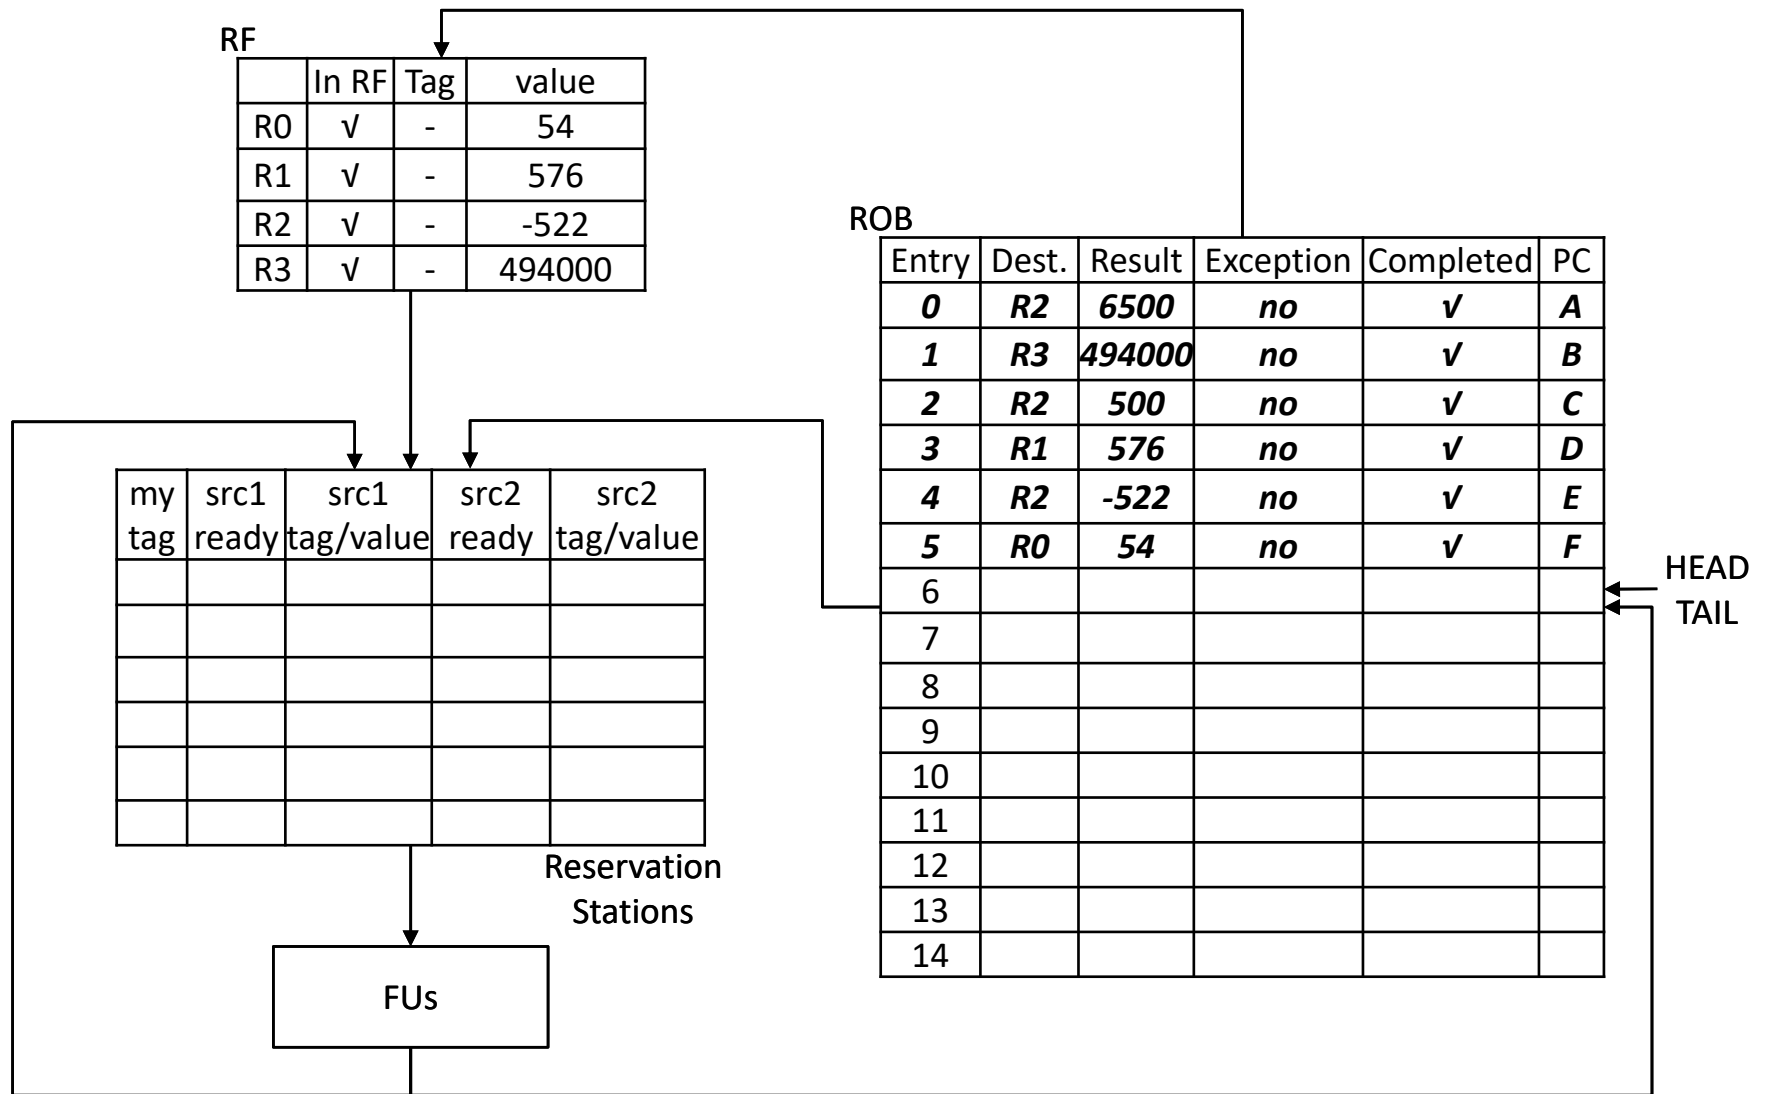 RF
In RF Tag value
R0 √ - 54
R1 √ - 576
R2 √ - -522
R3 √ - 494000
ROB
Entry Dest. Result Exception Completed PC
0 R2 6500 no √ A
1 R3 494000 no √ B
2 R2 500 no √ C
3 R1 576 no √ D
4 R2 -522 no √ E
5 R0 54 no √ F
6
7
8
9
10
11
12
13
14
HEAD
TAIL
my src1 src1 src2 src2
tag ready tag/value ready tag/value
Reservation
Stations
FUs